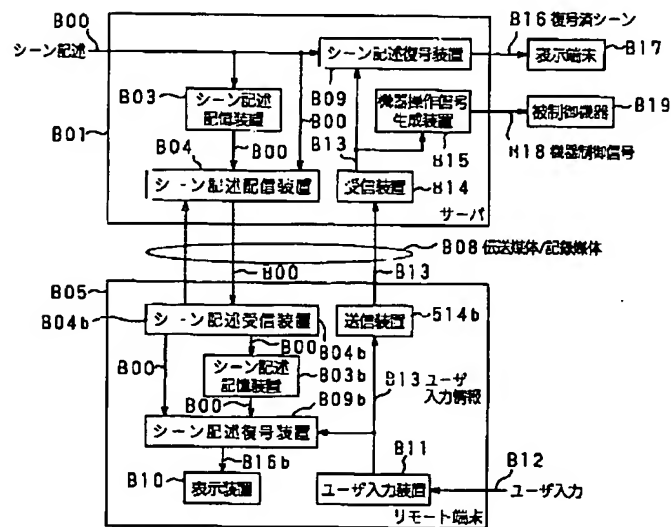 B00
シーン記述
B16 復号済シーン
シーン記述復号装置
表示端末
B17
B03
シーン記述
記憶装置
B09
B00
機器操作信号
生成装置
被制御機器
B19
B01
B00
B13
B15
B18 機器制御信号
B04
シーン記述配信装置
受信装置
B14
サーバ
B08 伝送媒体/記録媒体
B00
B13
B05
B04b
シーン記述受信装置
送信装置
514b
B00
B04b
B00
シーン記述
記憶装置
B03b
B13 ユーザ
入力情報
B00
B09b
シーン記述復号装置
B16b
B11
B12
B10
表示装置
ユーザ入力装置
ユーザ入力
リモート端末